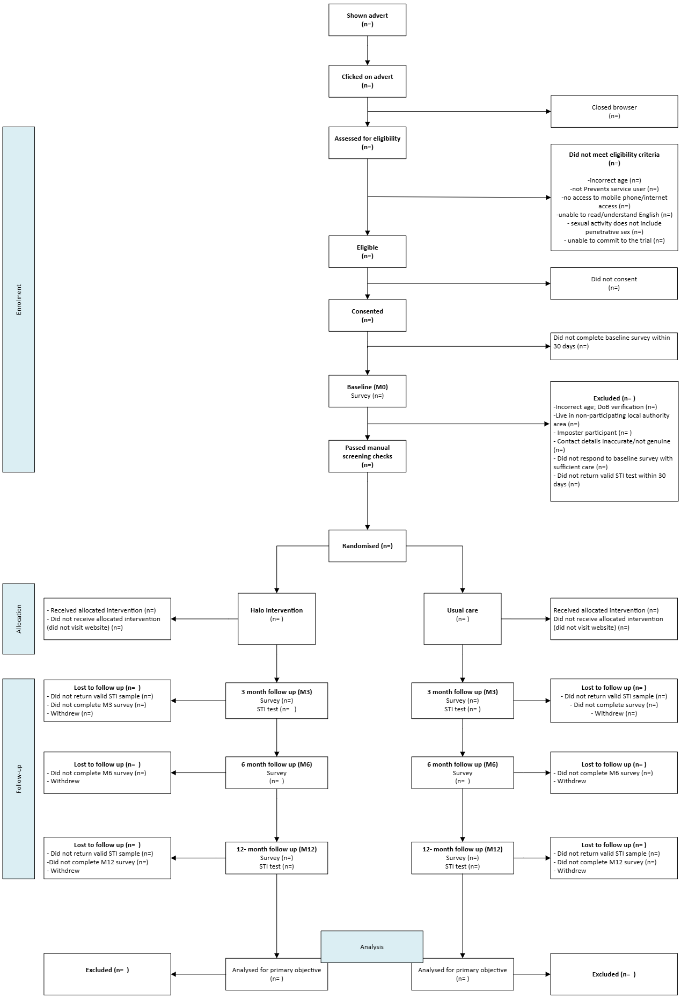 Shown advert
(n=)
Clicked on advert
(n=)
Closed browser
(n=)
Enrolment
Assessed for eligibility
(n=)
Did not meet eligibility criteria
(n=)
-incorrect age (n=)
-not Preventx service user (n=)
-no access to mobile phone/internet
access (n=)
-unable to read/understand English (n=)
- sexual activity does not include
penetrative sex (n=)
- unable to commit to the trial (n=)
Eligible
(n=)
Did not consent
(n=)
Consented
(n=)
Did not complete baseline survey within
30 days (n=)
Baseline (M0)
Survey (n=)
Excluded (n= )
-Incorrect age; DoB verification (n=)
-Live in non-participating local authority
area (n=)
- Imposter participant (n= )
- Contact details inaccurate/not genuine
(n=)
- Did not respond to baseline survey with
sufficient care (n=)
- Did not return valid STI test within 30
days (n=)
Passed manual
screening checks
(n=)
Randomised (n=)
Allocation
- Received allocated intervention (n=)
- Did not receive allocated intervention
(did not visit website) (n=)
Halo Intervention
(n= )
Usual care
(n= )
Received allocated intervention (n=)
Did not receive allocated intervention
(did not visit website) (n=)
Follow-up
Lost to follow up (n=  )
- Did not return valid STI sample (n=)
- Did not complete M3 survey (n=)
- Withdrew (n=)
3 month follow up (M3)
Survey (n=)
STI test (n=   )
3 month follow up (M3)
Survey (n=)
STI test (n= )
Lost to follow up (n= )
- Did not return valid STI sample (n=)
- Did not complete survey (n=)
- Withdrew (n=)
Lost to follow up (n=  )
- Did not complete M6 survey (n=)
- Withdrew
6 month follow up (M6)
Survey
(n=  )
6 month follow up (M6)
Survey
(n=  )
Lost to follow up (n= )
- Did not complete M6 survey (n=)
- Withdrew
Lost to follow up (n=  )
- Did not return valid STI sample (n=)
-Did not complete M12 survey (n=)
- Withdrew
12- month follow up (M12)
Survey (n=)
STI test (n=)
12- month follow up (M12)
Survey (n=)
STI test (n=)
Lost to follow up (n= )
- Did not return valid STI sample (n=)
- Did not complete M12 survey (n=)
- Withdrew
Analysis
Excluded (n=  )
Analysed for primary objective
(n= )
Analysed for primary objective
(n= )
Excluded (n=  )